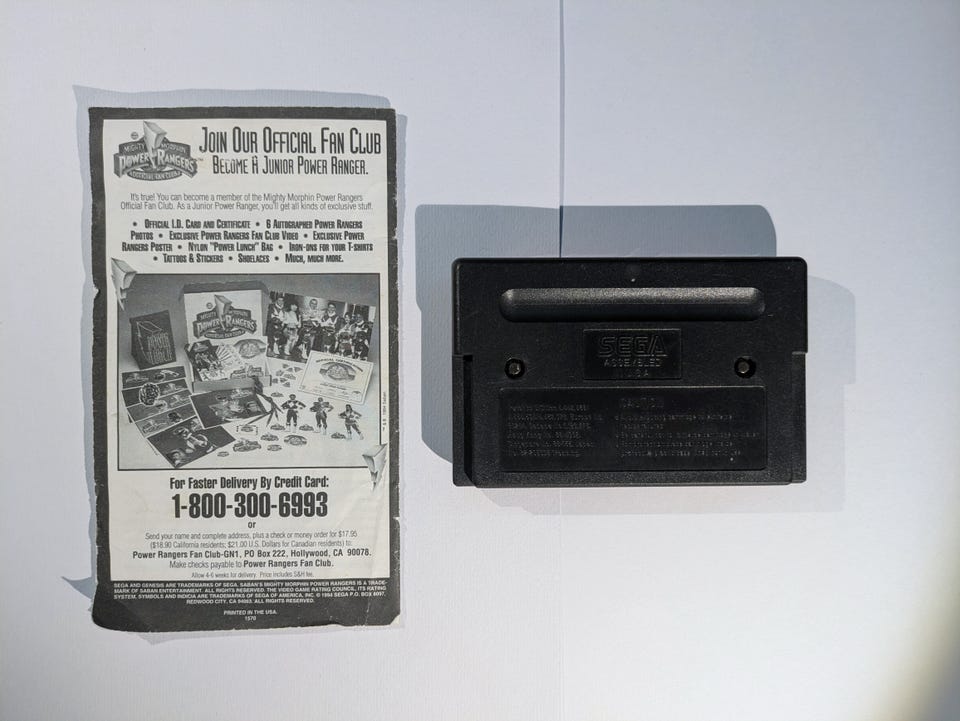 MIGHTY MORPHIN
POWER RANGERS™
OFFICIAL FAN CLUB
JOIN OUR OFFICIAL FAN CLUB
BECOME A JUNIOR POWER RANGER.
It's true! You can become a member of the Mighty Morphin Power Rangers
Official Fan Club. As a Junior Power Ranger, you'll get all kinds of exclusive stuff.
• OFFICIAL I.D. CARD AND CERTIFICATE • 6 AUTOGRAPHED POWER RANGERS
PHOTOS • EXCLUSIVE POWER RANGERS FAN CLUB VIDEO • EXCLUSIVE POWER
RANGERS POSTER • NYLON "POWER LUNCH" BAG • IRON-ONS FOR YOUR T-SHIRTS
• TATTOOS & STICKERS • SHOELACES • MUCH, MUCH MORE.
MIGHTY MORPHIN
POWER RANGERS
OFFICIAL FAN CLUB
™ & © 1994 Saban
For Faster Delivery By Credit Card:
1-800-300-6993
or
Send your name and complete address, plus a check or money order for $17.95
($18.90 California residents; $21.00 U.S. Dollars for Canadian residents) to:
Power Rangers Fan Club-GN1, PO Box 222, Hollywood, CA 90078.
Make checks payable to Power Rangers Fan Club.
Allow 4-6 weeks for delivery. Price includes S&H fee.
SEGA AND GENESIS ARE TRADEMARKS OF SEGA. SABAN'S MIGHTY MORPHIN POWER RANGERS IS A TRADE-
MARK OF SABAN ENTERTAINMENT. ALL RIGHTS RESERVED. THE VIDEO GAME RATING COUNCIL, ITS RATING
SYSTEM, SYMBOLS AND INDICIA ARE TRADEMARKS OF SEGA OF AMERICA, INC. © 1994 SEGA P.O. BOX 8097,
REDWOOD CITY, CA 94063. ALL RIGHTS RESERVED.
PRINTED IN THE USA.
1570
SEGA
ASSEMBLED
U.S.A
CAUTION